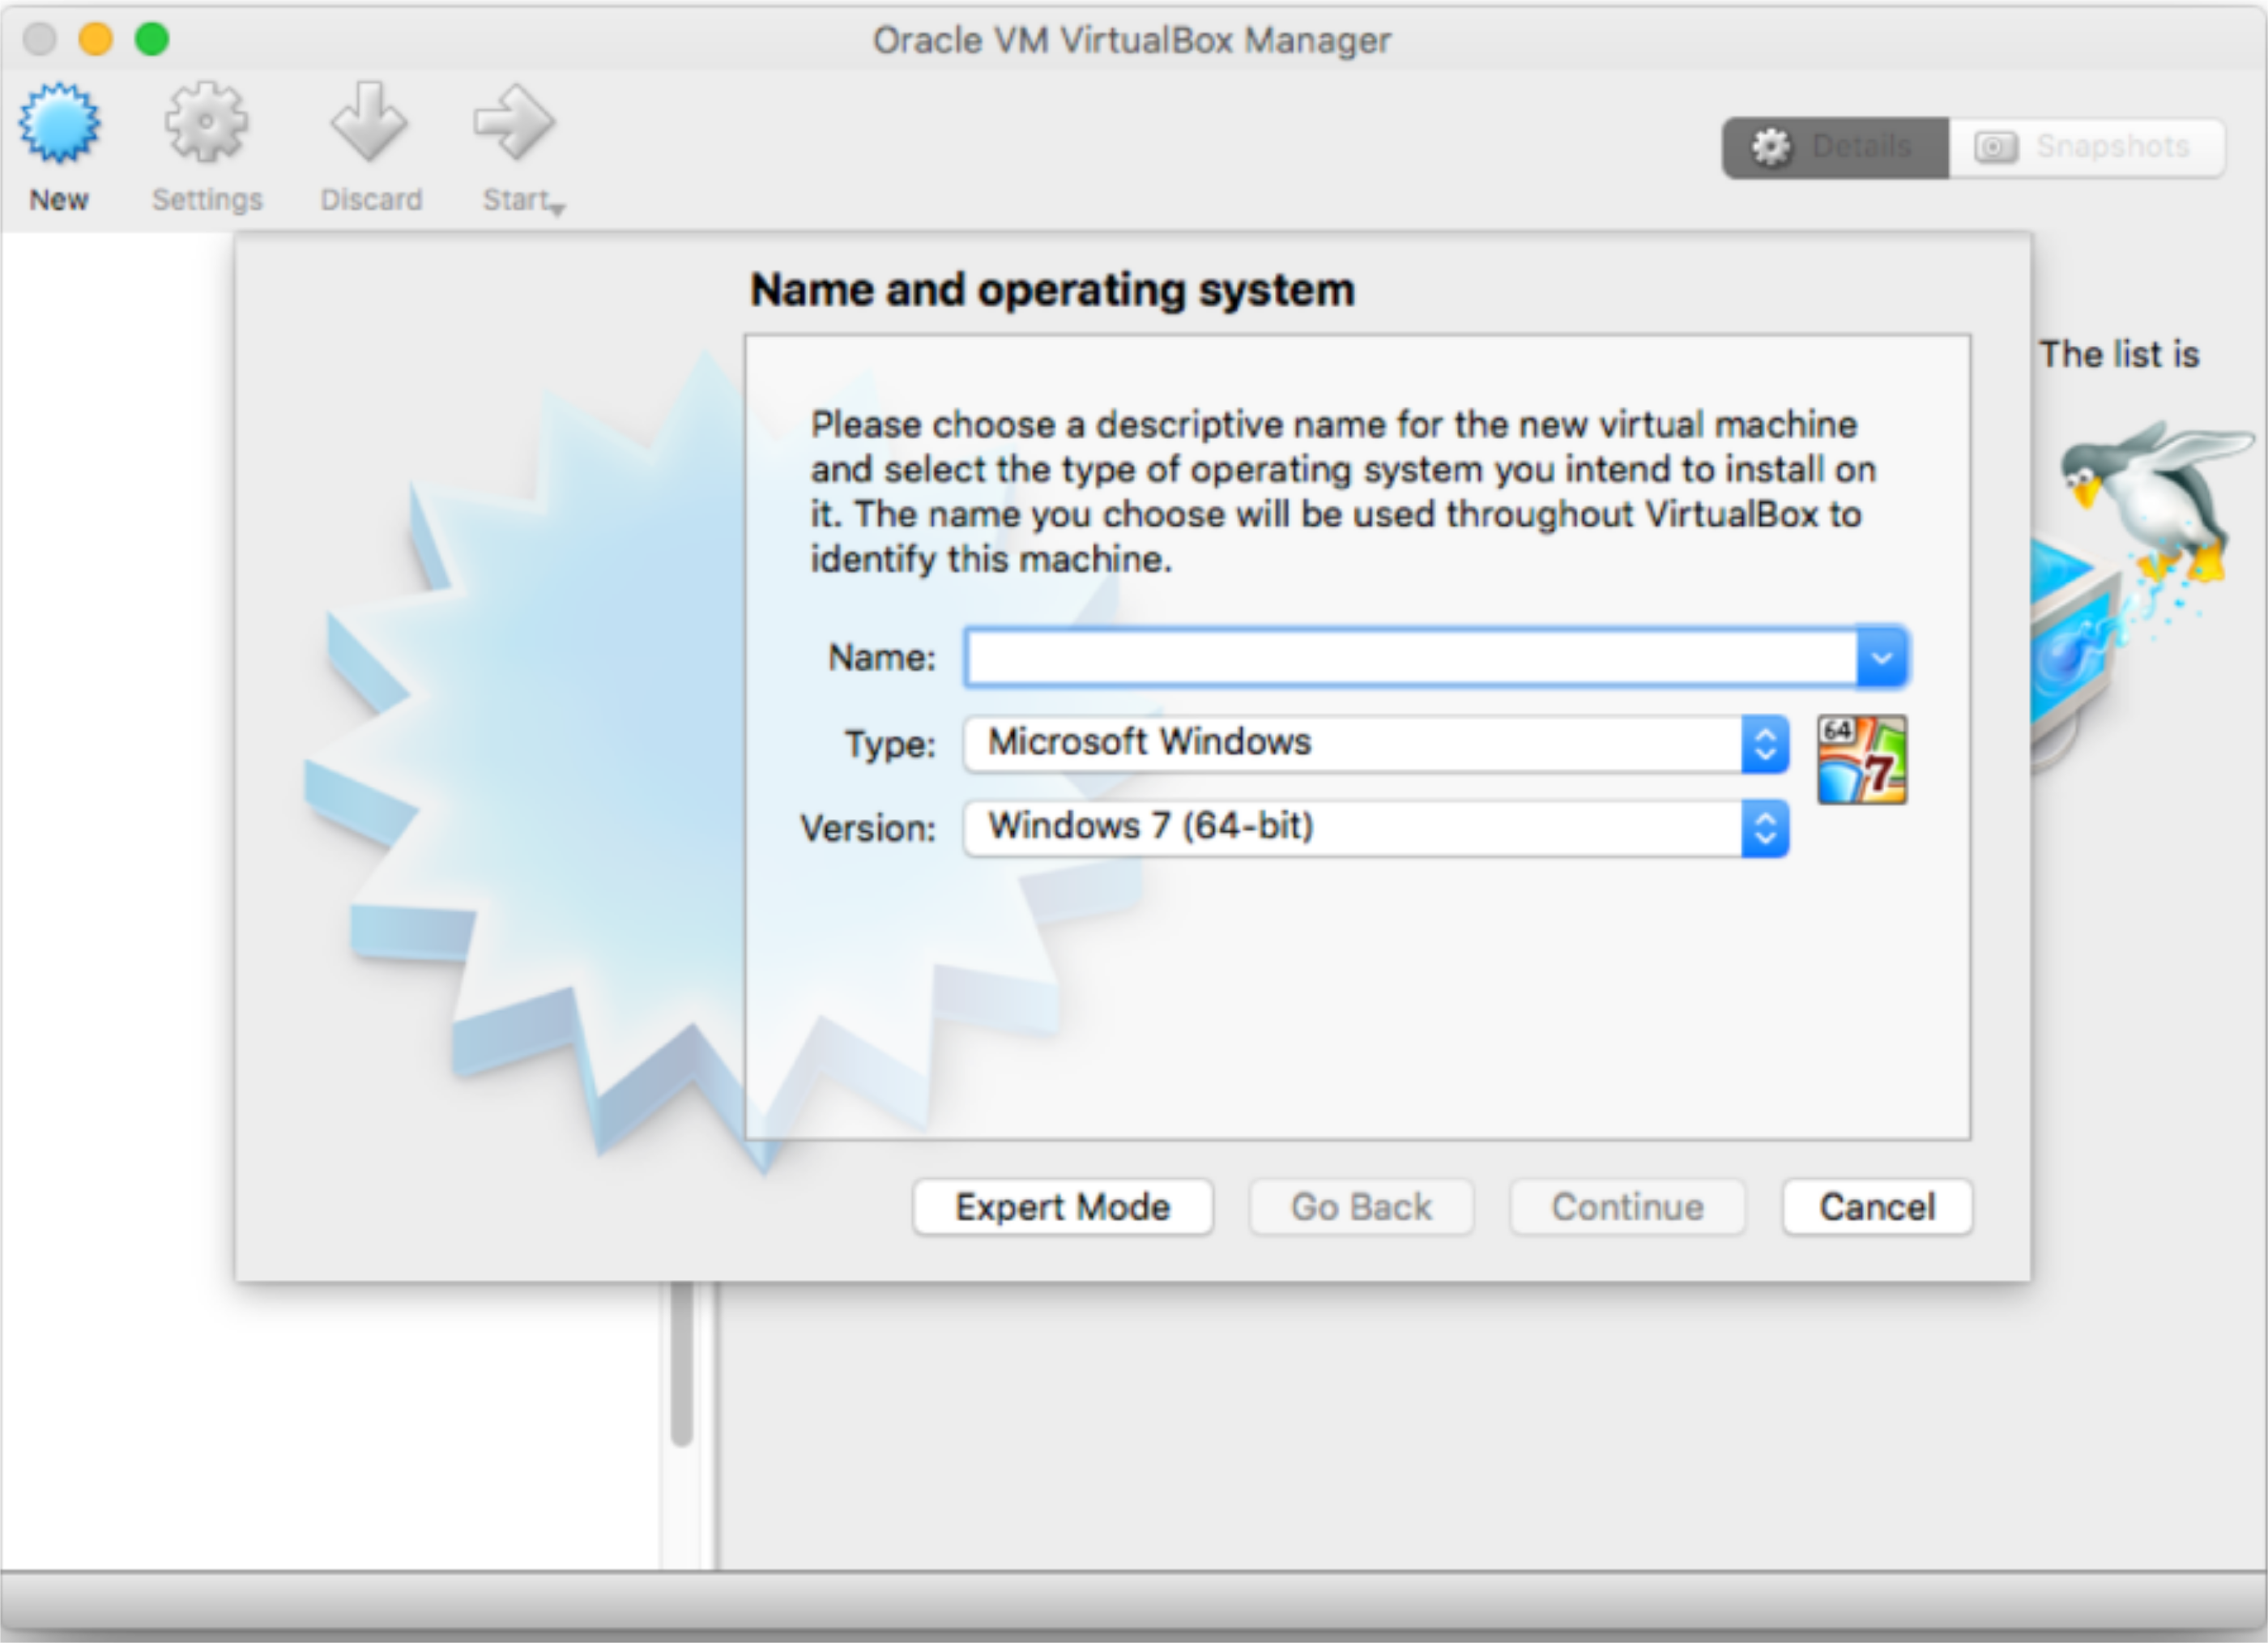 Oracle VM VirtualBox Manager
New
Settings
Discard
Start
Details
Snapshots
Name and operating system
The list is
Please choose a descriptive name for the new virtual machine
and select the type of operating system you intend to install on
it. The name you choose will be used throughout VirtualBox to
identify this machine.
Name:
Type: Microsoft Windows
64
7
Version: Windows 7 (64-bit)
Expert Mode
Go Back
Continue
Cancel